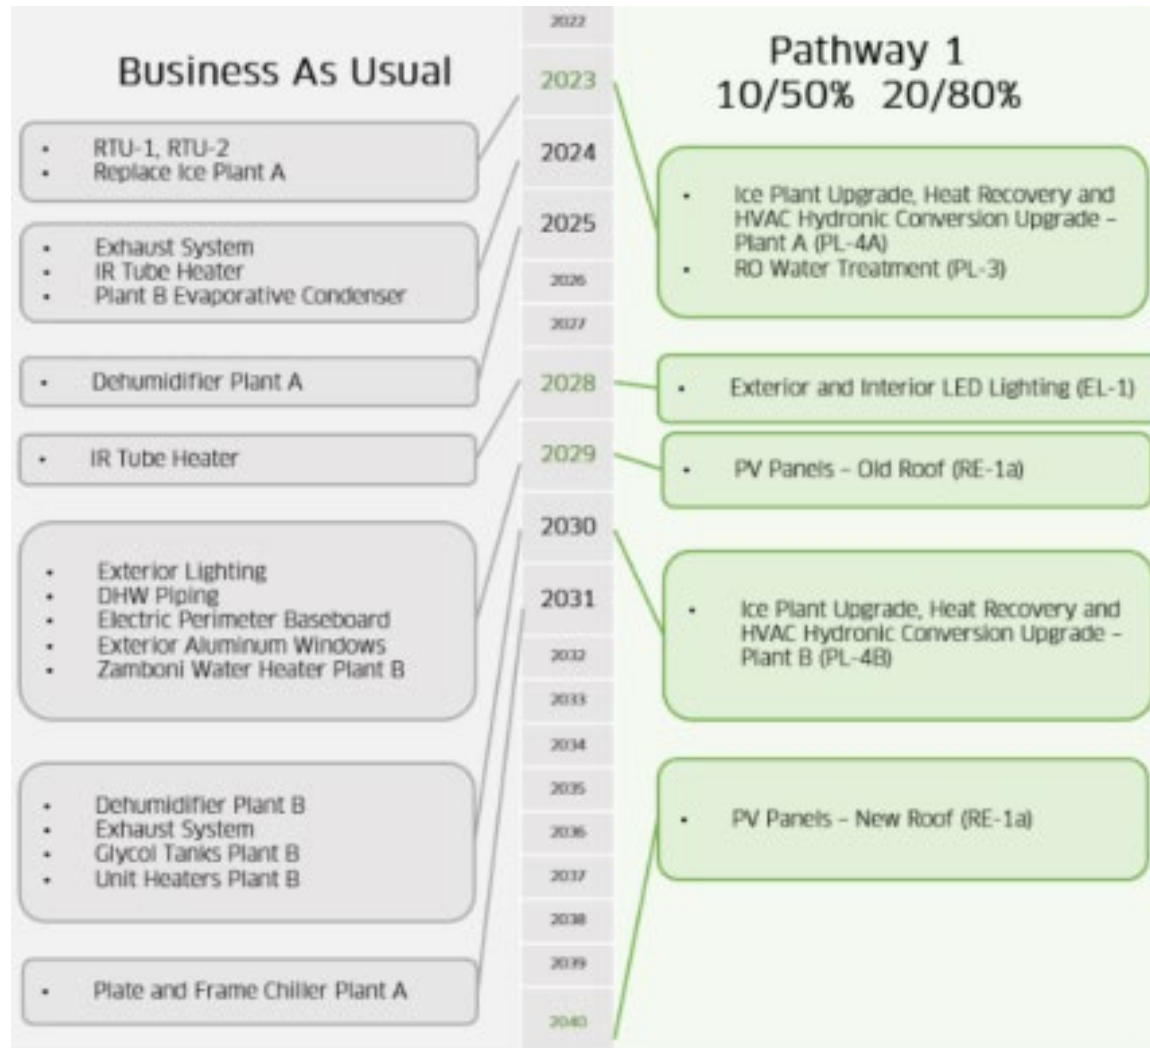 Business As Usual
• RTU-1, RTU-2
• Replace Ice Plant A
• Exhaust System
• IR Tube Heater
• Plant B Evaporative Condenser
• Dehumidifier Plant A
• IR Tube Heater
• Exterior Lighting
• DHW Piping
• Electric Perimeter Baseboard
• Exterior Aluminum Windows
• Zamboni Water Heater Plant B
• Dehumidifier Plant B
• Exhaust System
• Glycol Tanks Plant B
• Unit Heaters Plant B
• Plate and Frame Chiller Plant A
2022
2023
2024
2025
2026
2027
2028
2029
2030
2031
2032
2033
2034
2035
2036
2037
2038
2039
2040
Pathway 1
10/50% 20/80%
• Ice Plant Upgrade, Heat Recovery and
HVAC Hydronic Conversion Upgrade –
Plant A (PL-4A)
• RO Water Treatment (PL-3)
• Exterior and Interior LED Lighting (EL-1)
• PV Panels – Old Roof (RE-1a)
• Ice Plant Upgrade, Heat Recovery and
HVAC Hydronic Conversion Upgrade –
Plant B (PL-4B)
• PV Panels – New Roof (RE-1a)